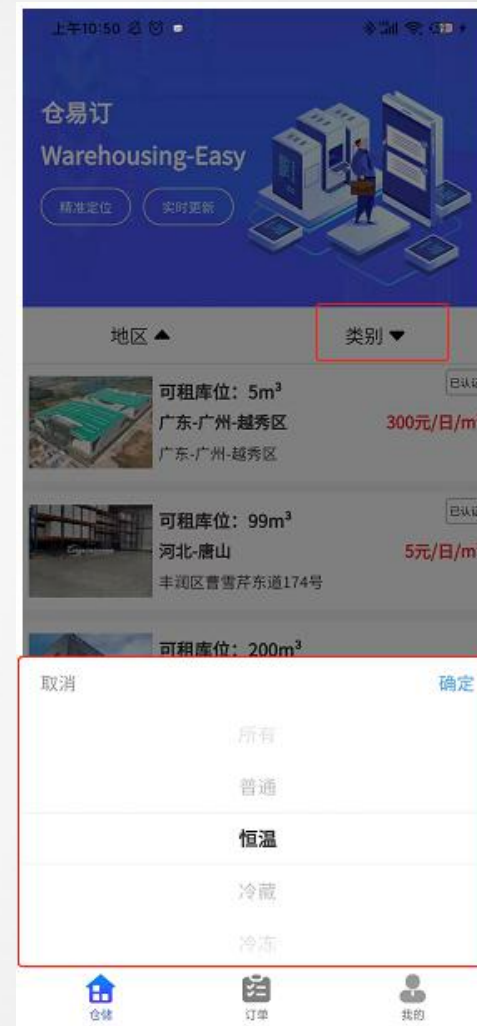 上午10:50
仓易订
Warehousing-Easy
精准定位 实时更新
地区 ▲ 类别 ▼
可租库位：5m³
已认证
广东-广州-越秀区 300元/日/m³
广东-广州-越秀区
可租库位：99m³
河北-唐山 5元/日/m³
丰润区曹雪芹东道174号
可租库位：200m³
取消 确定
所有
普通
恒温
冷藏
冷冻
仓储 订单 我的